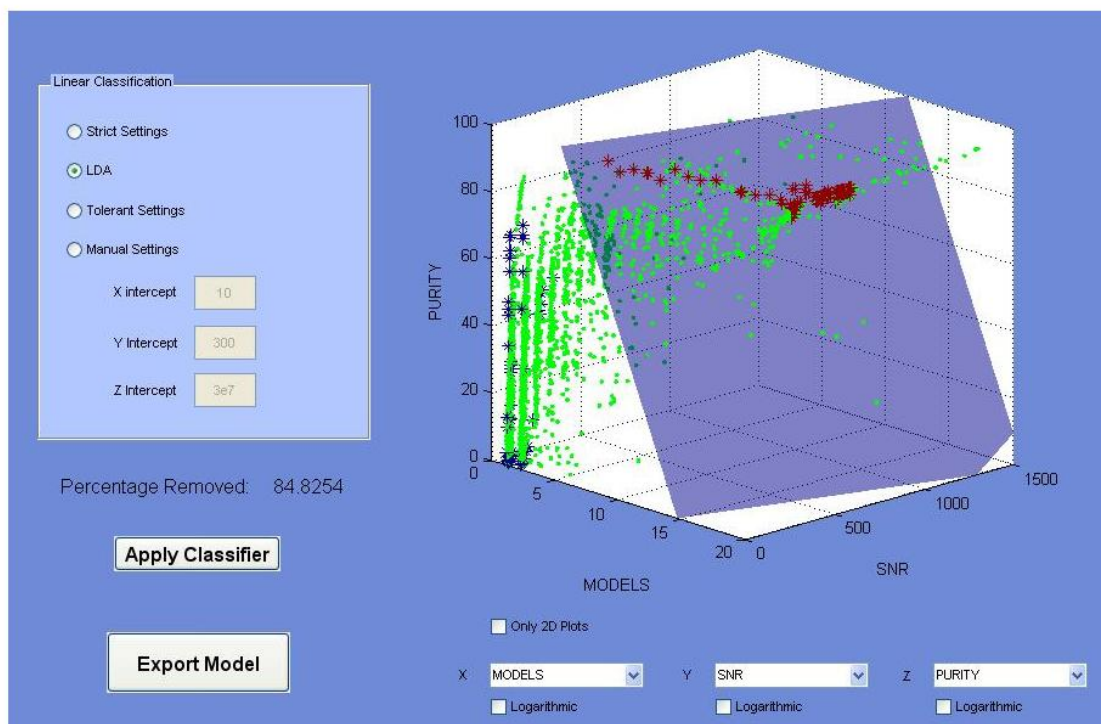 Linear Classification
Strict Settings
LDA
Tolerant Settings
Manual Settings
X intercept 10
Y Intercept 300
Z Intercept 3e7
Percentage Removed: 84.8254
Apply Classifier
Export Model
PURITY
100
80
60
40
20
0
0
5
10
15
20
MODELS
0
500
1000
1500
SNR
Only 2D Plots
X MODELS Y SNR Z PURITY
Logarithmic Logarithmic Logarithmic